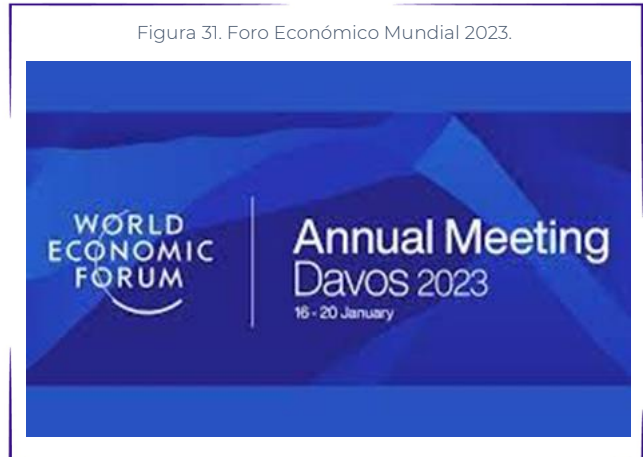 Figura 31. Foro Económico Mundial 2023.
WORLD
ECONOMIC
FORUM
Annual Meeting
Davos 2023
16 - 20 January